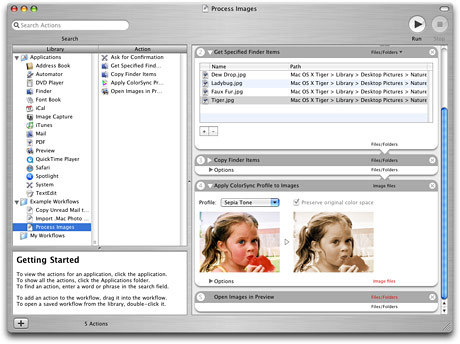 Process Images
Search Actions
Search
Run
Stop
Library
Action
Applications
Address Book
Automator
DVD Player
Finder
Font Book
iCal
Image Capture
iTunes
Mail
PDF
Preview
QuickTime Player
Safari
Spotlight
System
TextEdit
Example Workflows
Copy Unread Mail t...
Import .Mac Photo ...
Process Images
My Workflows
Ask for Confirmation
Get Specified Find...
Copy Finder Items
Apply ColorSync Pr...
Open Images in Pre...
Getting Started
To view the actions for an application, click the application.
To show all the actions, click the Applications folder.
To find an action, enter a word or phrase in the search field.
To add an action to the workflow, drag it into the workflow.
To open a saved workflow from the library, double-click it.
5 Actions
Get Specified Finder Items
Files/Folders
Name
Path
Dew Drop.jpg
Mac OS X Tiger > Library > Desktop Pictures > Nature
Ladybug.jpg
Mac OS X Tiger > Library > Desktop Pictures > Nature
Faux Fur.jpg
Mac OS X Tiger > Library > Desktop Pictures > Nature
Tiger.jpg
Mac OS X Tiger > Library > Desktop Pictures > Nature
+ -
Files/Folders
Copy Finder Items
Files/Folders
Options
Files/Folders
Apply ColorSync Profile to Images
Image files
Profile: Sepia Tone
Preserve original color space
Options
Image files
Open Images in Preview
Files/Folders